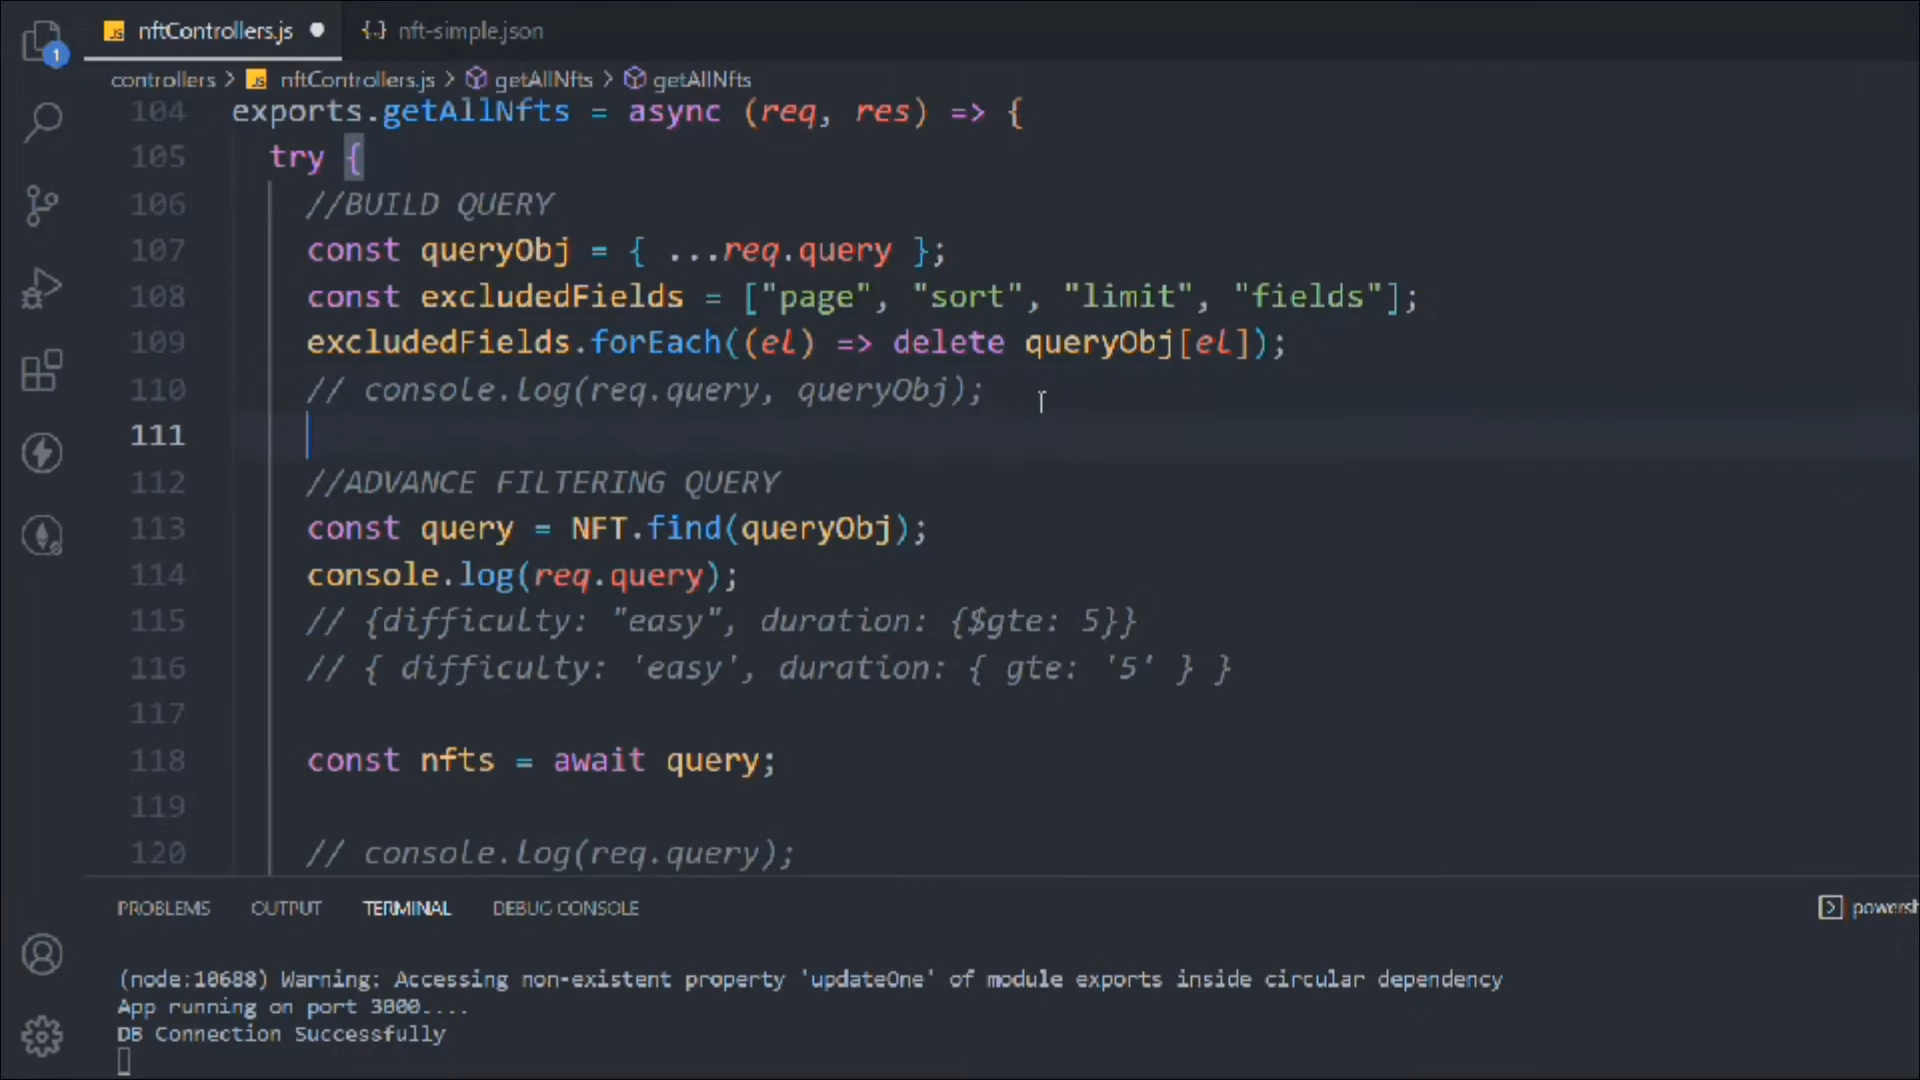 JS nftControllers.js ● {..} nft-simple.json
1
controllers > JS nftControllers.js > getAllNfts > getAllNfts
104 exports.getAllNfts = async (req, res) => {
105 try {
106 //BUILD QUERY
107 const queryObj = { ...req.query };
108 const excludedFields = ["page", "sort", "limit", "fields"];
109 excludedFields.forEach((el) => delete queryObj[el]);
110 // console.log(req.query, queryObj);
111
112 //ADVANCE FILTERING QUERY
113 const query = NFT.find(queryObj);
114 console.log(req.query);
115 // {difficulty: "easy", duration: {$gte: 5}}
116 // { difficulty: 'easy', duration: { gte: '5' } }
117
118 const nfts = await query;
119
120 // console.log(req.query);
PROBLEMS OUTPUT TERMINAL DEBUG CONSOLE powersh
(node:10688) Warning: Accessing non-existent property 'updateOne' of module exports inside circular dependency
App running on port 3000....
DB Connection Successfully